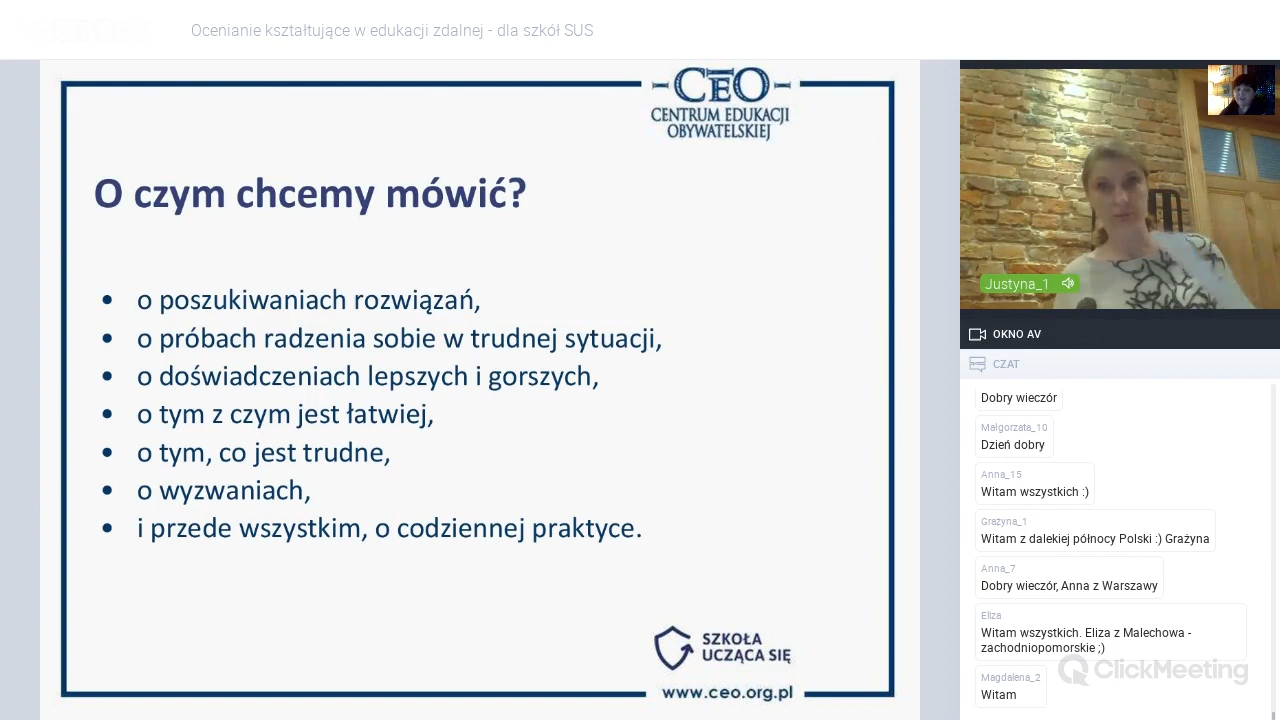 Ocenianie kształtujące w edukacji zdalnej - dla szkół SUS
CEO
CENTRUM EDUKACJI
OBYWATELSKIEJ
O czym chcemy mówić?
• o poszukiwaniach rozwiązań,
• o próbach radzenia sobie w trudnej sytuacji,
• o doświadczeniach lepszych i gorszych,
• o tym z czym jest łatwiej,
• o tym, co jest trudne,
• o wyzwaniach,
• i przede wszystkim, o codziennej praktyce.
SZKOŁA
UCZĄCA SIĘ
www.ceo.org.pl
Justyna_1
OKNO AV
CZAT
Dobry wieczór
Małgorzata_10
Dzień dobry
Anna_15
Witam wszystkich :)
Grażyna_1
Witam z dalekiej północy Polski :) Grażyna
Anna_7
Dobry wieczór, Anna z Warszawy
Eliza
Witam wszystkich. Eliza z Malechowa -
zachodniopomorskie ;)
Magdalena_2
Witam
ClickMeeting